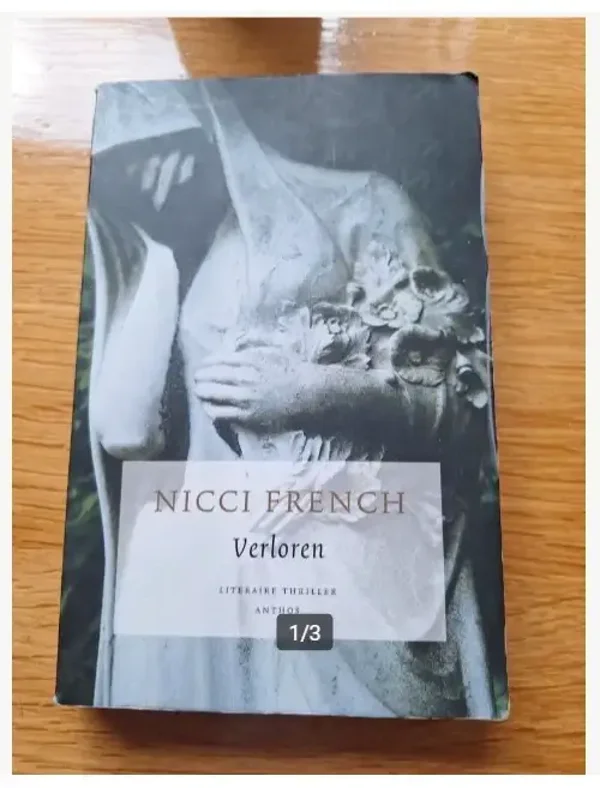 NICCI FRENCH
Verloren
LITERAIRE THRILLER
ANTHOS
1/3